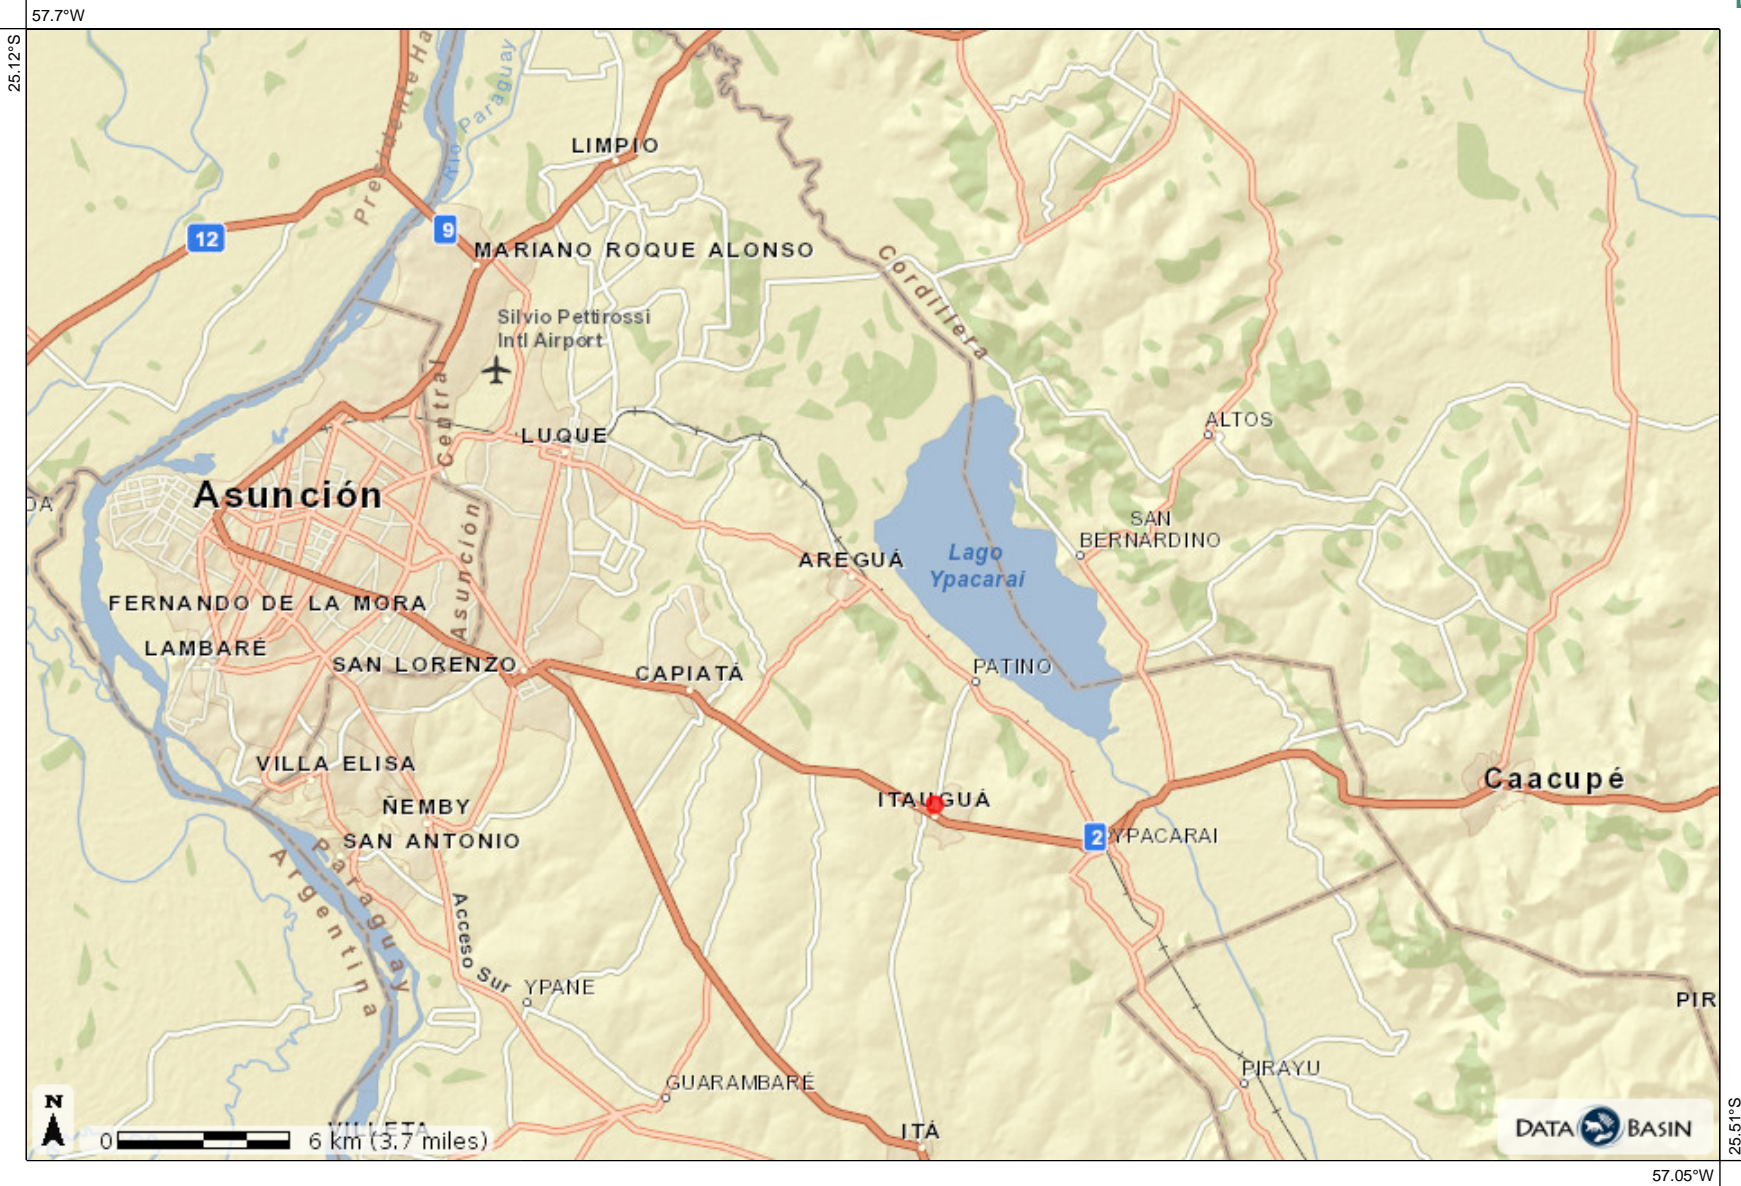 57.7°W
25.12°S
Presidente Ha
Río Paraguay
LIMPIO
12
9
MARIANO ROQUE ALONSO
Cordillera
Silvio Pettirossi
Intl Airport
Central
ALTOS
LUQUE
Asunción
DA
SAN
BERNARDINO
Asunción
AREGUÁ
Lago
Ypacaraí
FERNANDO DE LA MORA
LAMBARÉ
SAN LORENZO
CAPIATÁ
PATINO
VILLA ELISA
Caacupé
ITAUGUÁ
ÑEMBY
SAN ANTONIO
2
YPACARAI
Paraguay
Argentina
Acceso Sur
YPANE
PIR
PIRAYU
GUARAMBARÉ
N
VILLETA
ITÁ
0
6 km (3.7 miles)
DATA BASIN
25.51°S
57.05°W